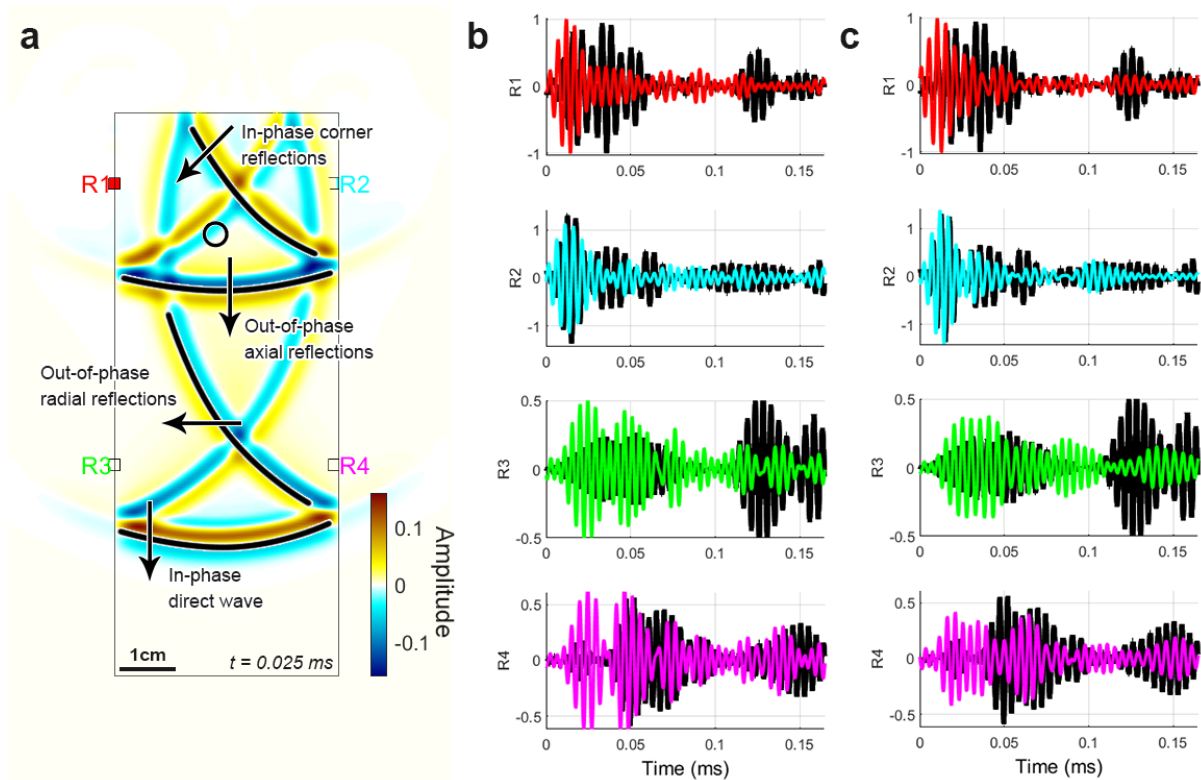 a
In-phase corner
reflections
R1
R2
Out-of-phase
axial reflections
Out-of-phase
radial reflections
R3
R4
In-phase
direct wave
0.1
0
-0.1
Amplitude
1cm
t = 0.025 ms
b
1
0
-1
R1
0
0.05
0.1
0.15
1
0
-1
R2
0
0.05
0.1
0.15
0.5
0
-0.5
R3
0
0.05
0.1
0.15
0.5
0
-0.5
R4
0
0.05
0.1
0.15
Time (ms)
c
1
0
-1
R1
0
0.05
0.1
0.15
1
0
-1
R2
0
0.05
0.1
0.15
0.5
0
-0.5
R3
0
0.05
0.1
0.15
0.5
0
-0.5
R4
0
0.05
0.1
0.15
Time (ms)